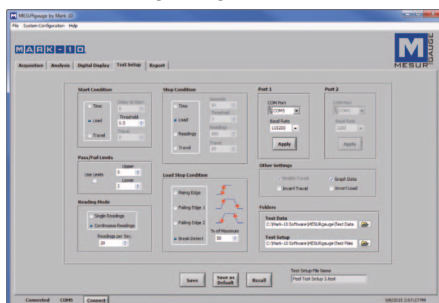 MESURgauge by Mark-10
File System Configuration Help
MARK-10
M
MESUR GAUGE
Acquisition Analysis Digital Display Test Setup Report
Start Condition
Time
Load
Travel
Threshold
Stop Condition
Time
Load
Readings
Travel
Port 1
COM Port
COM5
Baud Rate
115200
Apply
Port 2
COM Port
Baud Rate
Apply
Pass/Fail Limits
Use Limits
Upper
Lower
Reading Mode
Single Readings
Continuous Readings
Readings per Sec
20
Load Stop Condition
Rising Edge
Falling Edge 1
Falling Edge 2
Break Detect
% of Maximum
Other Settings
Enable Travel
Graph Data
Invert Travel
Invert Load
Folders
Test Data
C:\Mark-10 Software\MESURgauge\Test Data
Test Setup
C:\Mark-10 Software\MESURgauge\Test Files
Save
Save as Default
Recall
Test Setup File Name
Connected COM5 Connect